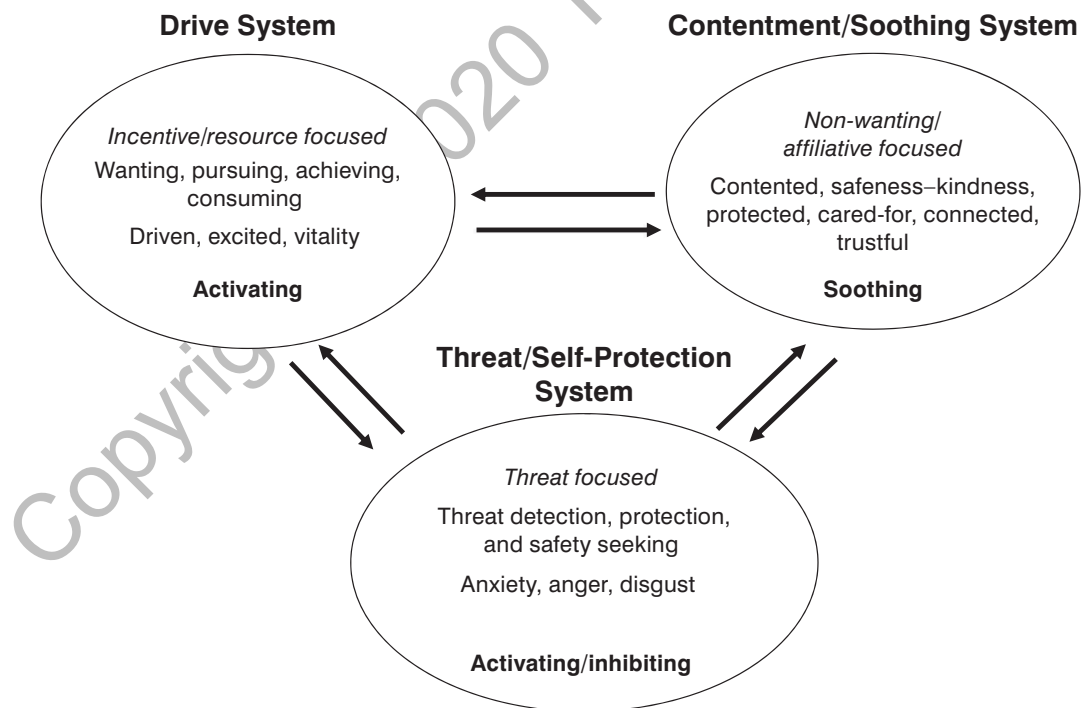 Drive System
Incentive/resource focused
Wanting, pursuing, achieving,
consuming
Driven, excited, vitality
Activating
Contentment/Soothing System
Non-wanting/
affiliative focused
Contented, safeness–kindness,
protected, cared-for, connected,
trustful
Soothing
Threat/Self-Protection
System
Threat focused
Threat detection, protection,
and safety seeking
Anxiety, anger, disgust
Activating/inhibiting